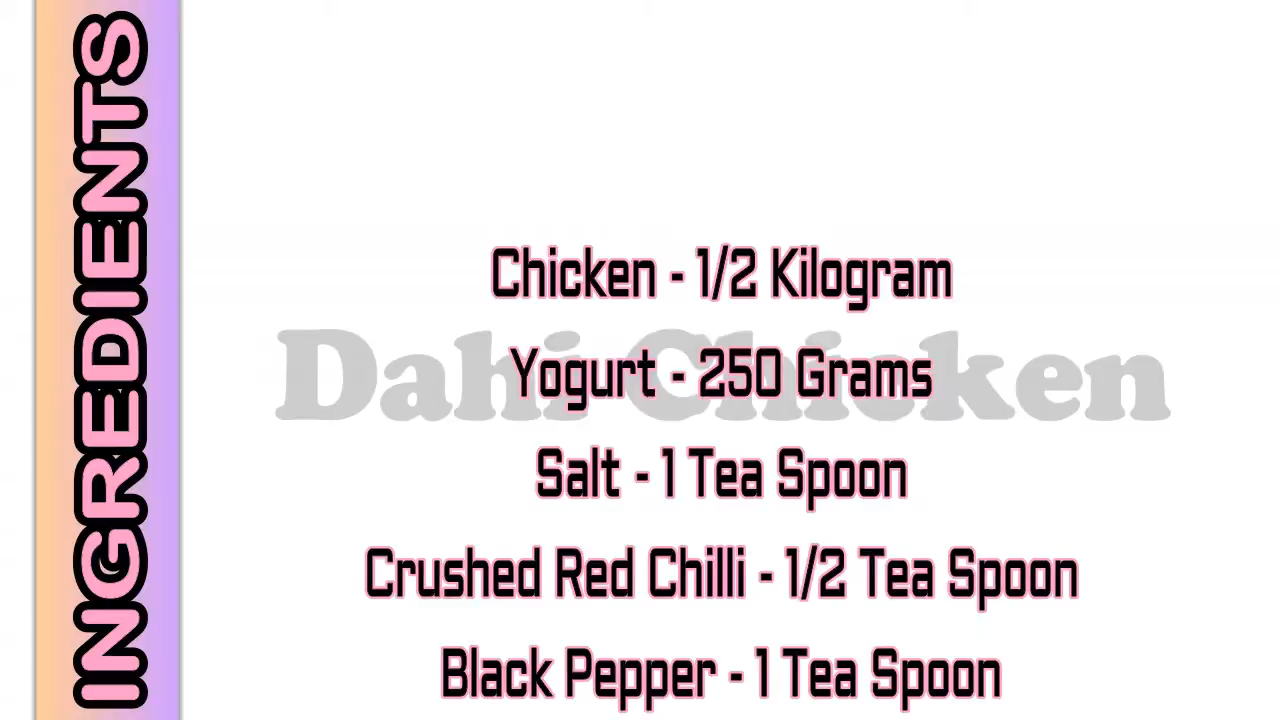 INGREDIENTS
Chicken - 1/2 Kilogram
Dahi Chicken
Yogurt - 250 Grams
Salt - 1 Tea Spoon
Crushed Red Chilli - 1/2 Tea Spoon
Black Pepper - 1 Tea Spoon